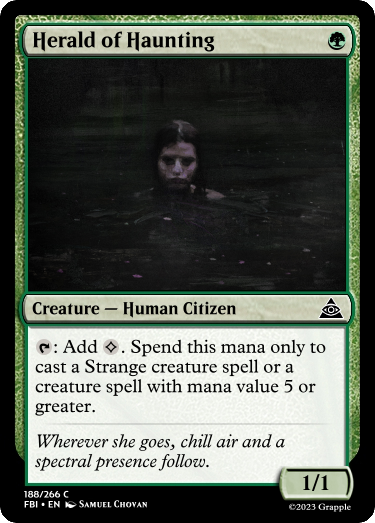 Herald of Haunting
Creature — Human Citizen
: Add . Spend this mana only to
cast a Strange creature spell or a
creature spell with mana value 5 or
greater.
Wherever she goes, chill air and a
spectral presence follow.
1/1
188/266 C
FBI • EN Samuel Chovan
©2023 Grapple